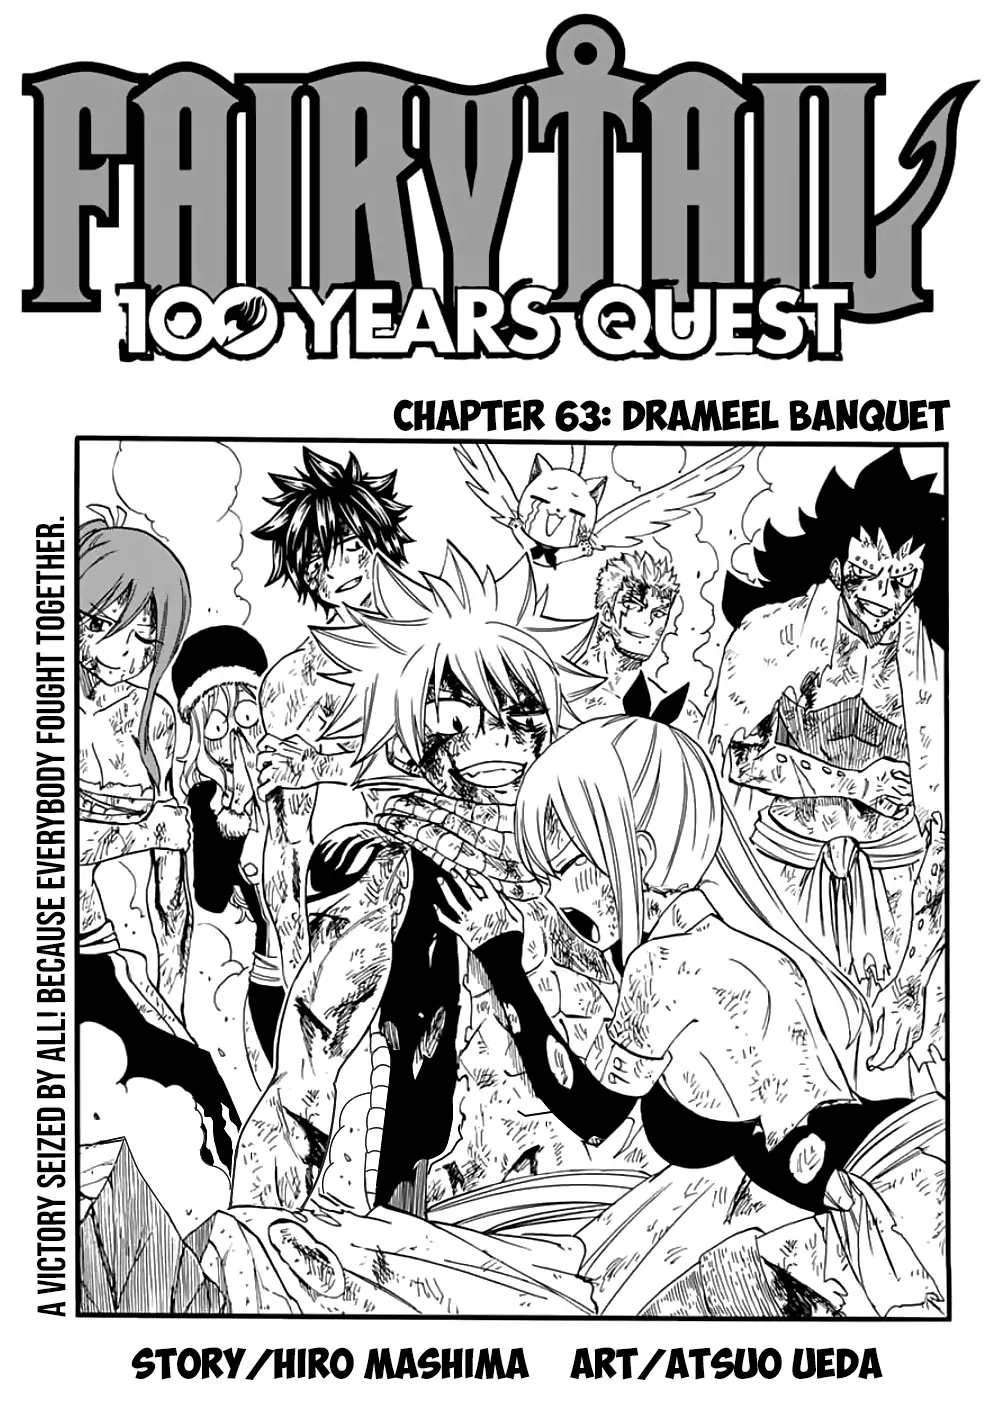 FAIRY TAIL
100 YEARS QUEST
CHAPTER 63: DRAMEEL BANQUET
A VICTORY SEIZED BY ALL! BECAUSE EVERYBODY FOUGHT TOGETHER.
STORY/HIRO MASHIMA ART/ATSUO UEDA